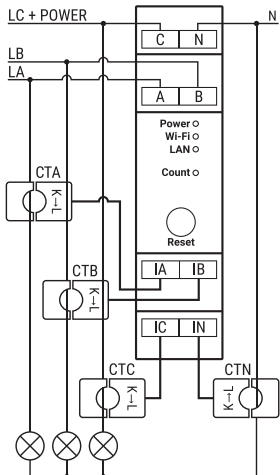 LC + POWER
N
C N
LB
LA
A B
Power
Wi-Fi
LAN
Count
CTA
K→L
Reset
IA IB
CTB
K→L
IC IN
CTC
K→L
CTN
K→L